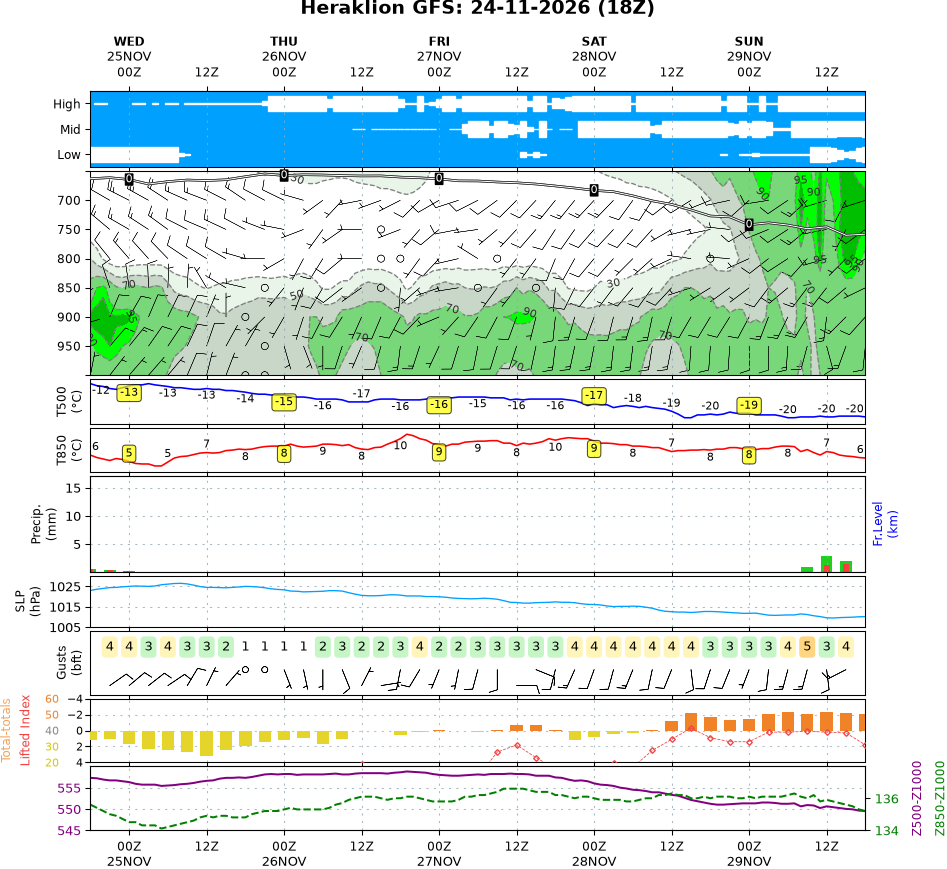 Heraklion GFS: 24-11-2026 (18Z)
WED THU FRI SAT SUN
25NOV 26NOV 27NOV 28NOV 29NOV
00Z 12Z 00Z 12Z 00Z 12Z 00Z 12Z 00Z 12Z
High
Mid
Low
0 0 0 0 0
700
750
800
850
900
950
30 90 95 90
95 95
70 50 30 70
95 70 90
70 70
70
T500
(°C)
-12 -13 -13 -13 -14 -15 -16 -17 -16 -16 -15 -16 -16 -17 -18 -19 -20 -19 -20 -20 -20
T850
(°C)
6 5 5 7 8 8 9 8 10 9 9 8 10 9 8 7 8 8 8 7 6
Precip.
(mm)
15
10
5
Fr.Level
(km)
SLP
(hPa)
1025
1015
1005
Gusts
(bft)
4 4 3 4 3 3 2 1 1 1 1 2 3 2 2 3 4 2 2 3 3 3 3 3 4 4 4 4 4 4 4 3 3 3 3 4 5 3 4
Total-totals
Lifted Index
60 −4
50 −2
40 0
30 2
20 4
555
550
545
136
134
Z500-Z1000
Z850-Z1000
00Z 12Z 00Z 12Z 00Z 12Z 00Z 12Z 00Z 12Z
25NOV 26NOV 27NOV 28NOV 29NOV